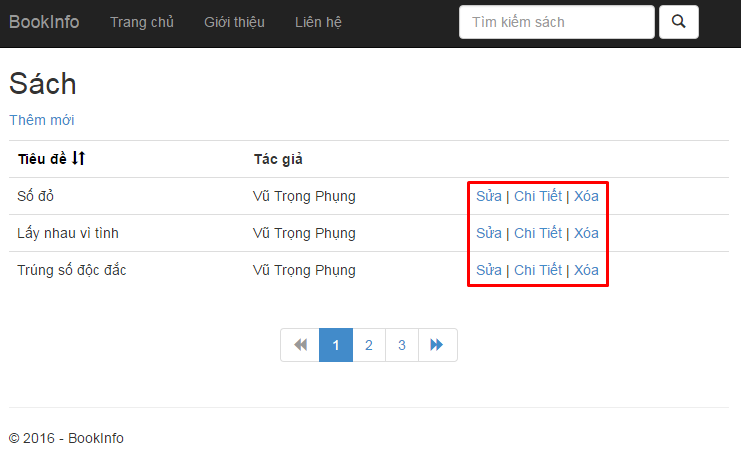 BookInfo Trang chủ Giới thiệu Liên hệ Tìm kiếm sách
Sách
Thêm mới
Tiêu đề Tác giả
Số đỏ Vũ Trọng Phụng Sửa | Chi Tiết | Xóa
Lấy nhau vì tình Vũ Trọng Phụng Sửa | Chi Tiết | Xóa
Trúng số độc đắc Vũ Trọng Phụng Sửa | Chi Tiết | Xóa
1 2 3
© 2016 - BookInfo